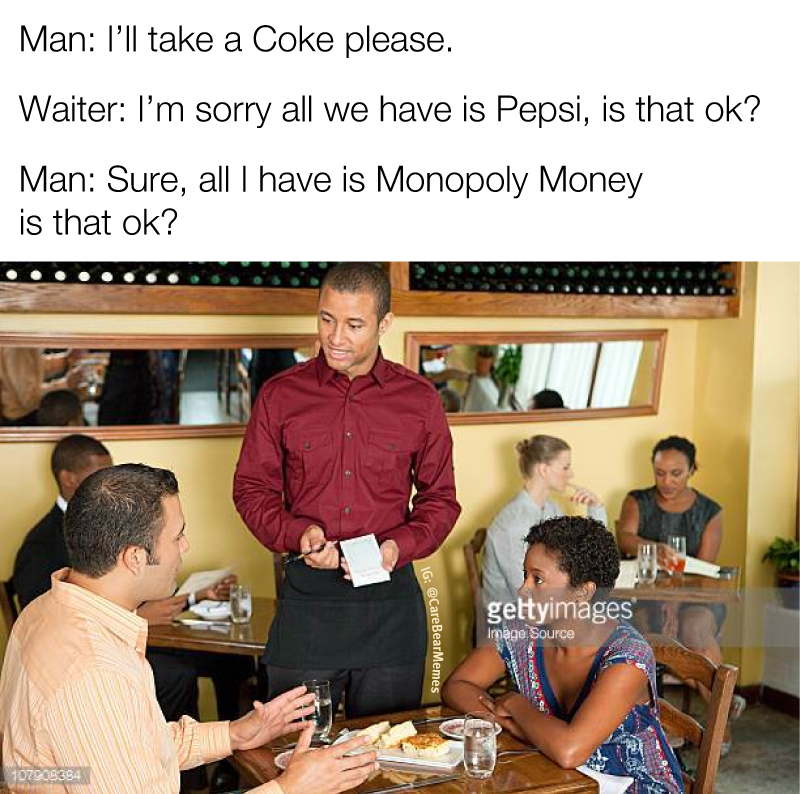 Man: I’ll take a Coke please.
Waiter: I’m sorry all we have is Pepsi, is that ok?
Man: Sure, all I have is Monopoly Money
is that ok?
IG: @CareBearMemes
gettyimages
Image Source
107908384